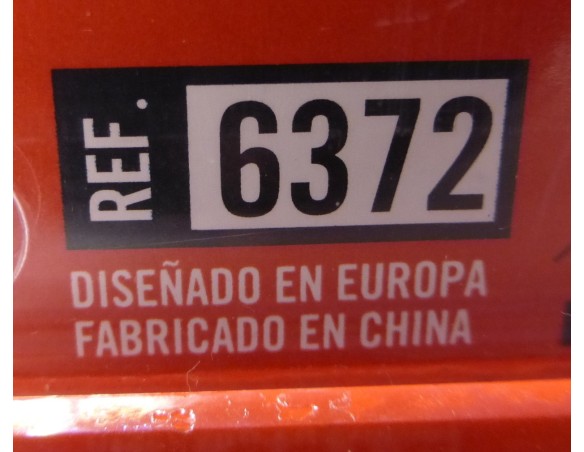 REF. 6372
DISEÑADO EN EUROPA
FABRICADO EN CHINA